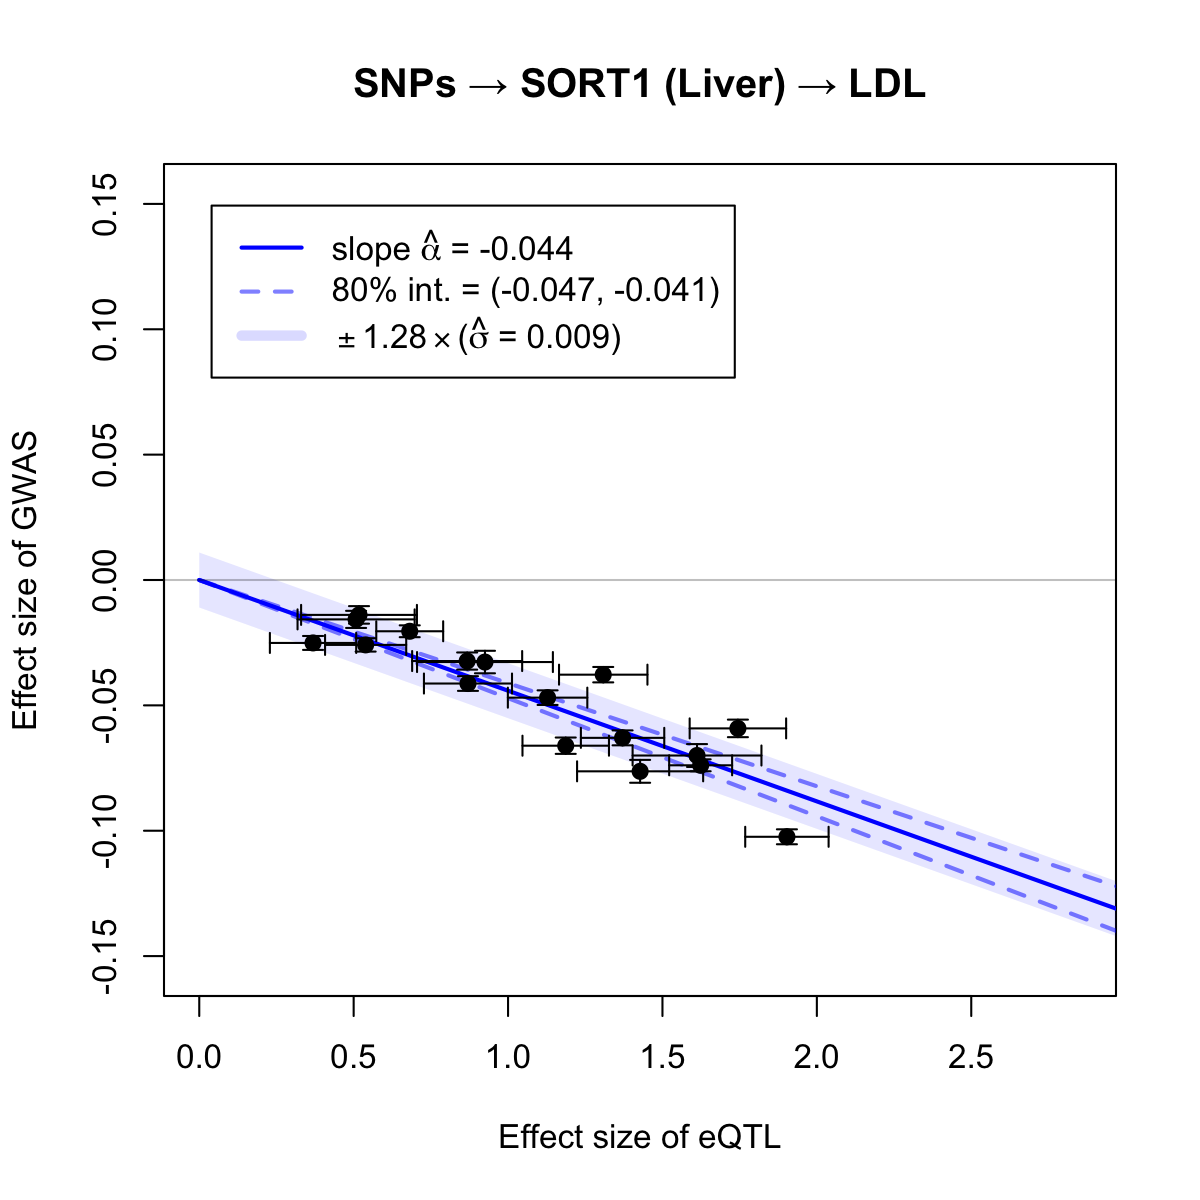 SNPs → SORT1 (Liver) → LDL
slope α̂ = -0.044
80% int. = (-0.047, -0.041)
± 1.28 × (σ̂ = 0.009)
Effect size of GWAS
0.15
0.10
0.05
0.00
-0.05
-0.10
-0.15
0.0 0.5 1.0 1.5 2.0 2.5
Effect size of eQTL